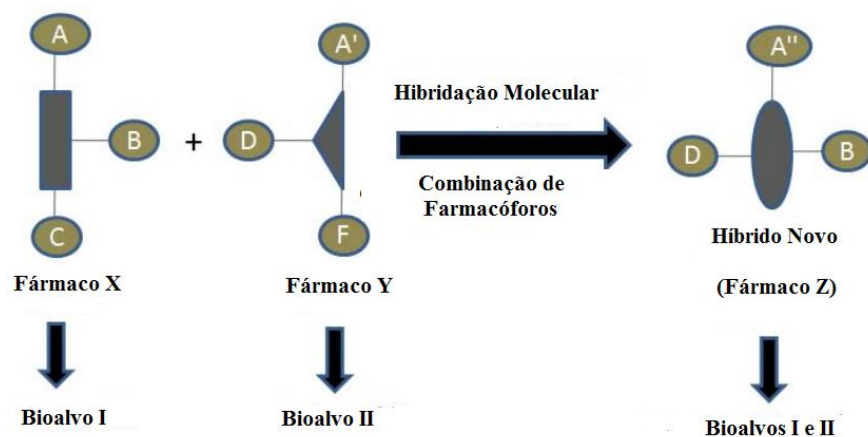 A
A'
A"
B
+
D
Hibridação Molecular
D
B
Combinação de
Farmacóforos
C
F
Híbrido Novo
Fármaco X
Fármaco Y
(Fármaco Z)
Bioalvo I
Bioalvo II
Bioalvos I e II